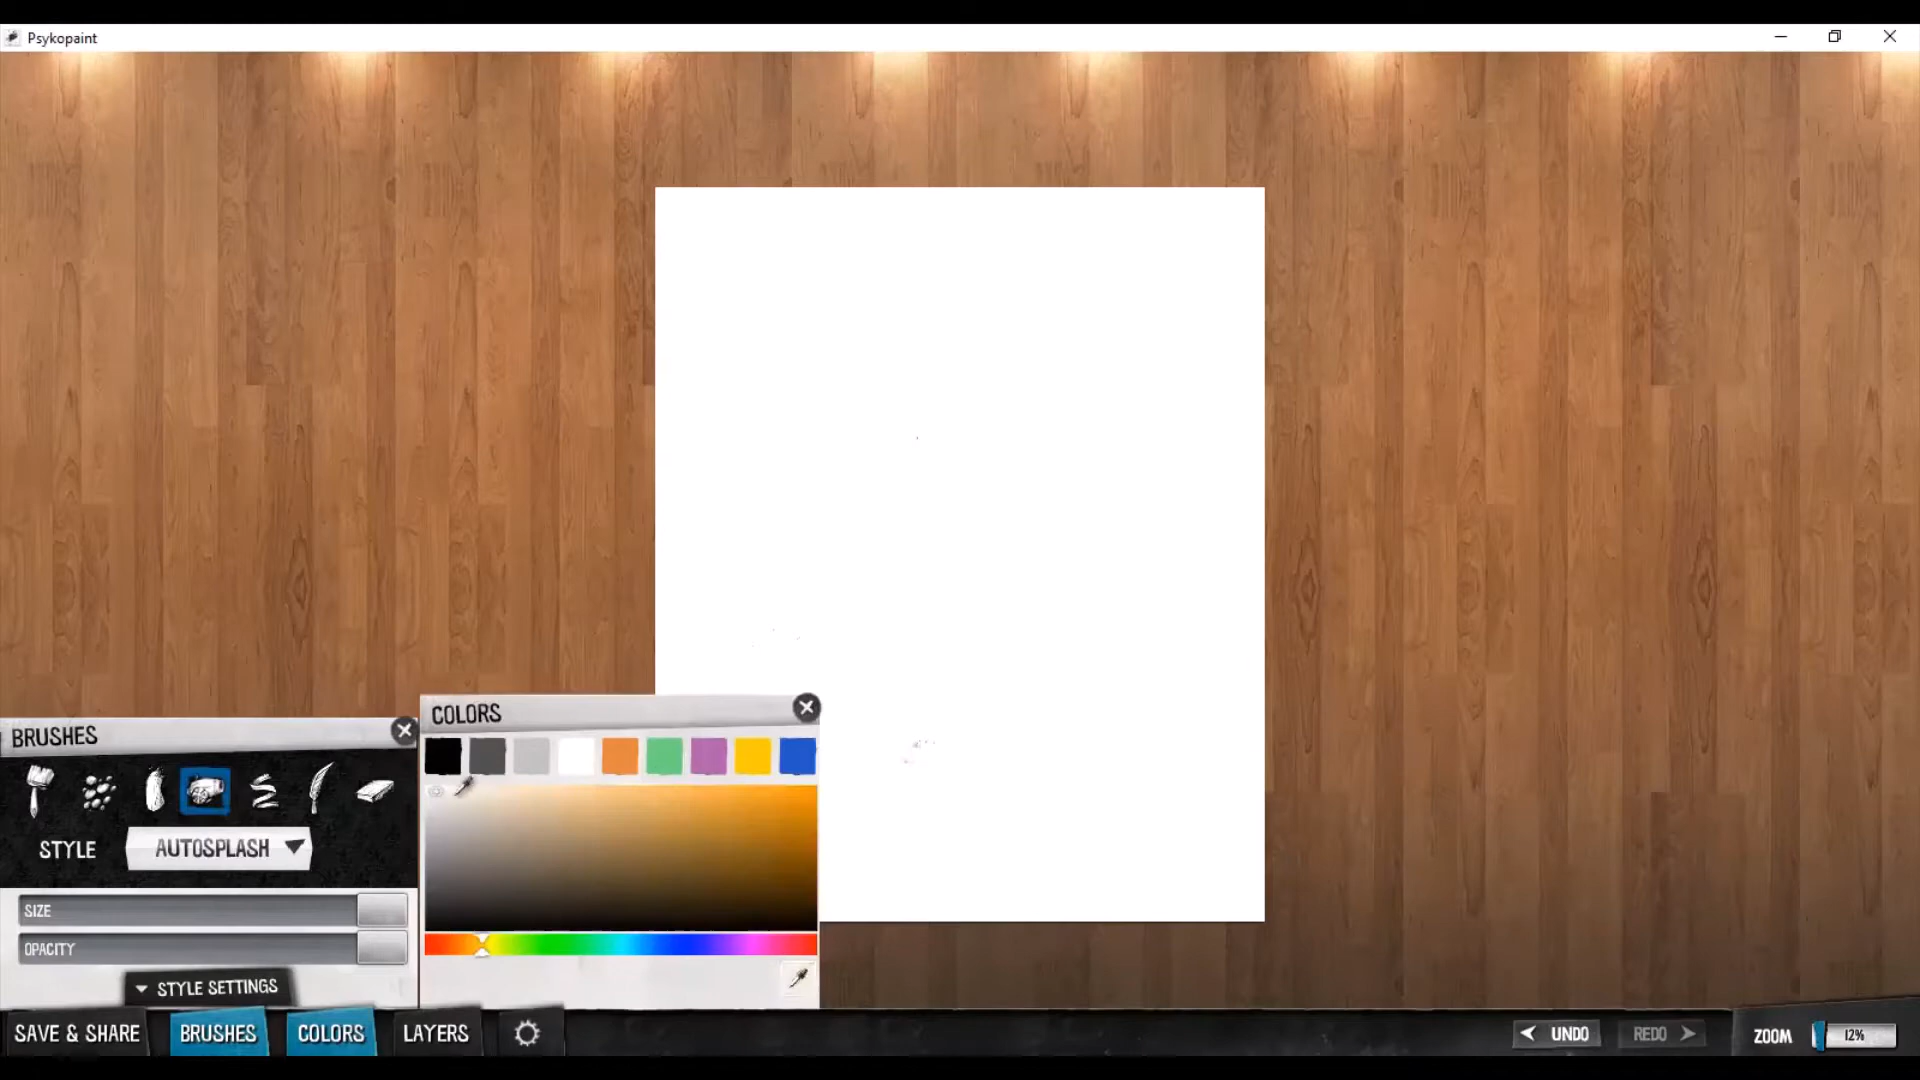 Psykopaint
COLORS
BRUSHES
STYLE
AUTOSPLASH
SIZE
OPACITY
STYLE SETTINGS
SAVE & SHARE
BRUSHES
COLORS
LAYERS
UNDO
REDO
ZOOM
12%